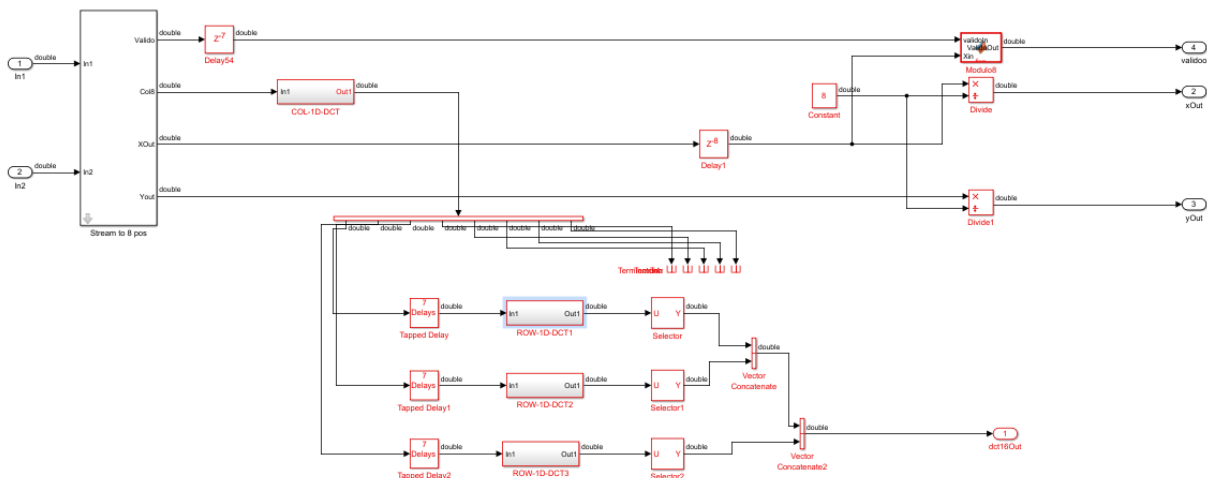 double
double
double
double
double
Valido
Z-7
Delay54
validoIn
ValidoOut
Xin
Modulo8
double
4
validoo
1
In1
double
In1
Col8
double
In1
Out1
double
COL-1D-DCT
8
double
Constant
×
÷
Divide
double
2
xOut
XOut
double
Z-8
double
Delay1
2
In2
double
In2
Yout
double
×
÷
Divide1
double
3
yOut
Stream to 8 pos
double
double
double
double
double
double
double
double
7
Delays
double
Tapped Delay
In1
Out1
double
ROW-1D-DCT1
U
Y
double
Selector
double
Vector
Concatenate
7
Delays
double
Tapped Delay1
In1
Out1
double
ROW-1D-DCT2
U
Y
double
Selector1
double
Vector
Concatenate2
1
dct16Out
7
Delays
double
Tapped Delay2
In1
Out1
double
ROW-1D-DCT3
U
Y
double
Selector2